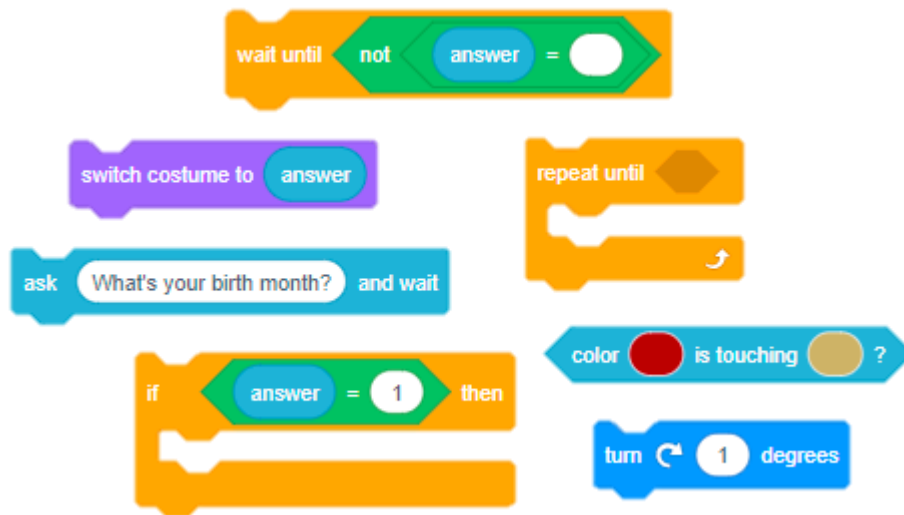 wait until not answer =
switch costume to answer
repeat until
ask What's your birth month? and wait
color is touching ?
if answer = 1 then
turn 1 degrees